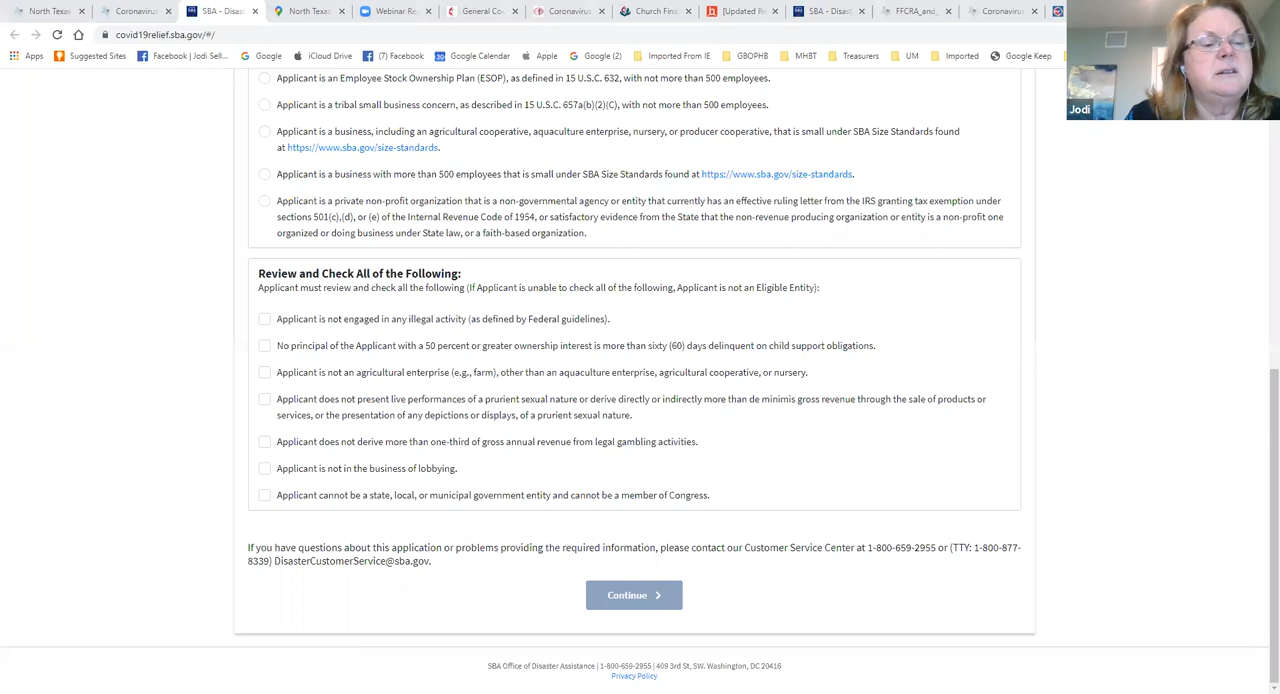 North Texas
Coronavirus
SBA - Disas
North Texas
Webinar Re
General Co
Coronavirus
Church Fina
[Updated Re
SBA - Disas
FFCRA_and_
Coronavirus
covid19relief.sba.gov/#/
Apps Suggested Sites Facebook | Jodi Sell... Google iCloud Drive (7) Facebook Google Calendar Apple Google (2) Imported From IE GBOPHB MHBT Treasurers UM Imported Google Keep
Jodi
Applicant is an Employee Stock Ownership Plan (ESOP), as defined in 15 U.S.C. 632, with not more than 500 employees.
Applicant is a tribal small business concern, as described in 15 U.S.C. 657a(b)(2)(C), with not more than 500 employees.
Applicant is a business, including an agricultural cooperative, aquaculture enterprise, nursery, or producer cooperative, that is small under SBA Size Standards found
at https://www.sba.gov/size-standards.
Applicant is a business with more than 500 employees that is small under SBA Size Standards found at https://www.sba.gov/size-standards.
Applicant is a private non-profit organization that is a non-governmental agency or entity that currently has an effective ruling letter from the IRS granting tax exemption under
sections 501(c),(d), or (e) of the Internal Revenue Code of 1954, or satisfactory evidence from the State that the non-revenue producing organization or entity is a non-profit one
organized or doing business under State law, or a faith-based organization.
Review and Check All of the Following:
Applicant must review and check all the following (If Applicant is unable to check all of the following, Applicant is not an Eligible Entity):
Applicant is not engaged in any illegal activity (as defined by Federal guidelines).
No principal of the Applicant with a 50 percent or greater ownership interest is more than sixty (60) days delinquent on child support obligations.
Applicant is not an agricultural enterprise (e.g., farm), other than an aquaculture enterprise, agricultural cooperative, or nursery.
Applicant does not present live performances of a prurient sexual nature or derive directly or indirectly more than de minimis gross revenue through the sale of products or
services, or the presentation of any depictions or displays, of a prurient sexual nature.
Applicant does not derive more than one-third of gross annual revenue from legal gambling activities.
Applicant is not in the business of lobbying.
Applicant cannot be a state, local, or municipal government entity and cannot be a member of Congress.
If you have questions about this application or problems providing the required information, please contact our Customer Service Center at 1-800-659-2955 or (TTY: 1-800-877-
8339) DisasterCustomerService@sba.gov.
Continue
SBA Office of Disaster Assistance | 1-800-659-2955 | 409 3rd St, SW. Washington, DC 20416
Privacy Policy